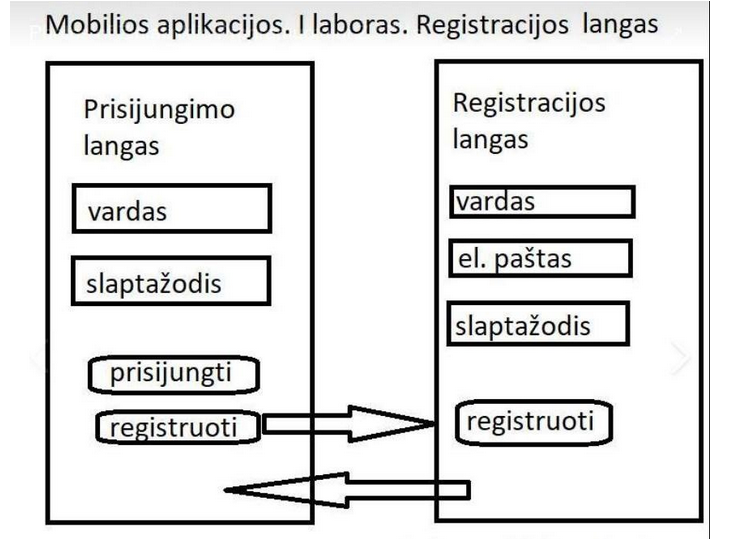 Mobilios aplikacijos. I laboras. Registracijos langas
Prisijungimo
langas
vardas
slaptažodis
prisijungti
registruoti
Registracijos
langas
vardas
el. paštas
slaptažodis
registruoti